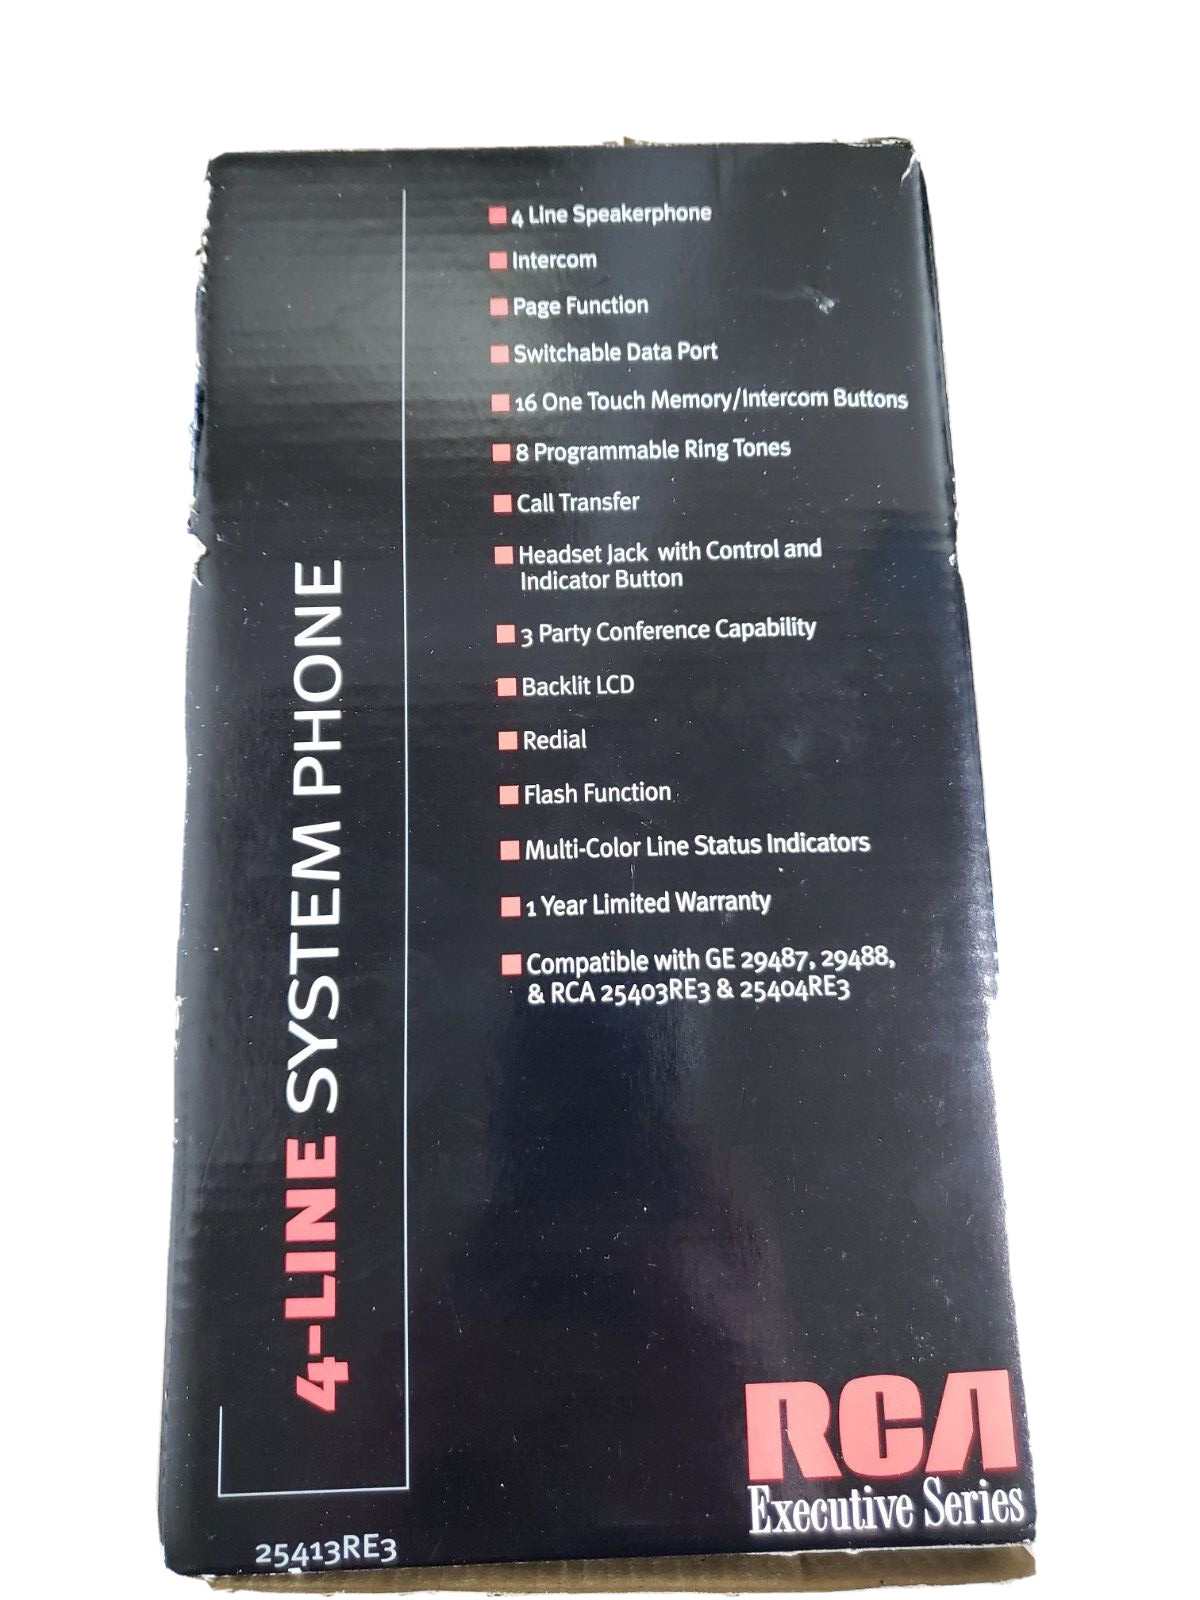 4-LINE SYSTEM PHONE
4 Line Speakerphone
Intercom
Page Function
Switchable Data Port
16 One Touch Memory/Intercom Buttons
8 Programmable Ring Tones
Call Transfer
Headset Jack with Control and
Indicator Button
3 Party Conference Capability
Backlit LCD
Redial
Flash Function
Multi-Color Line Status Indicators
1 Year Limited Warranty
Compatible with GE 29487, 29488,
& RCA 25403RE3 & 25404RE3
RCA
Executive Series
25413RE3